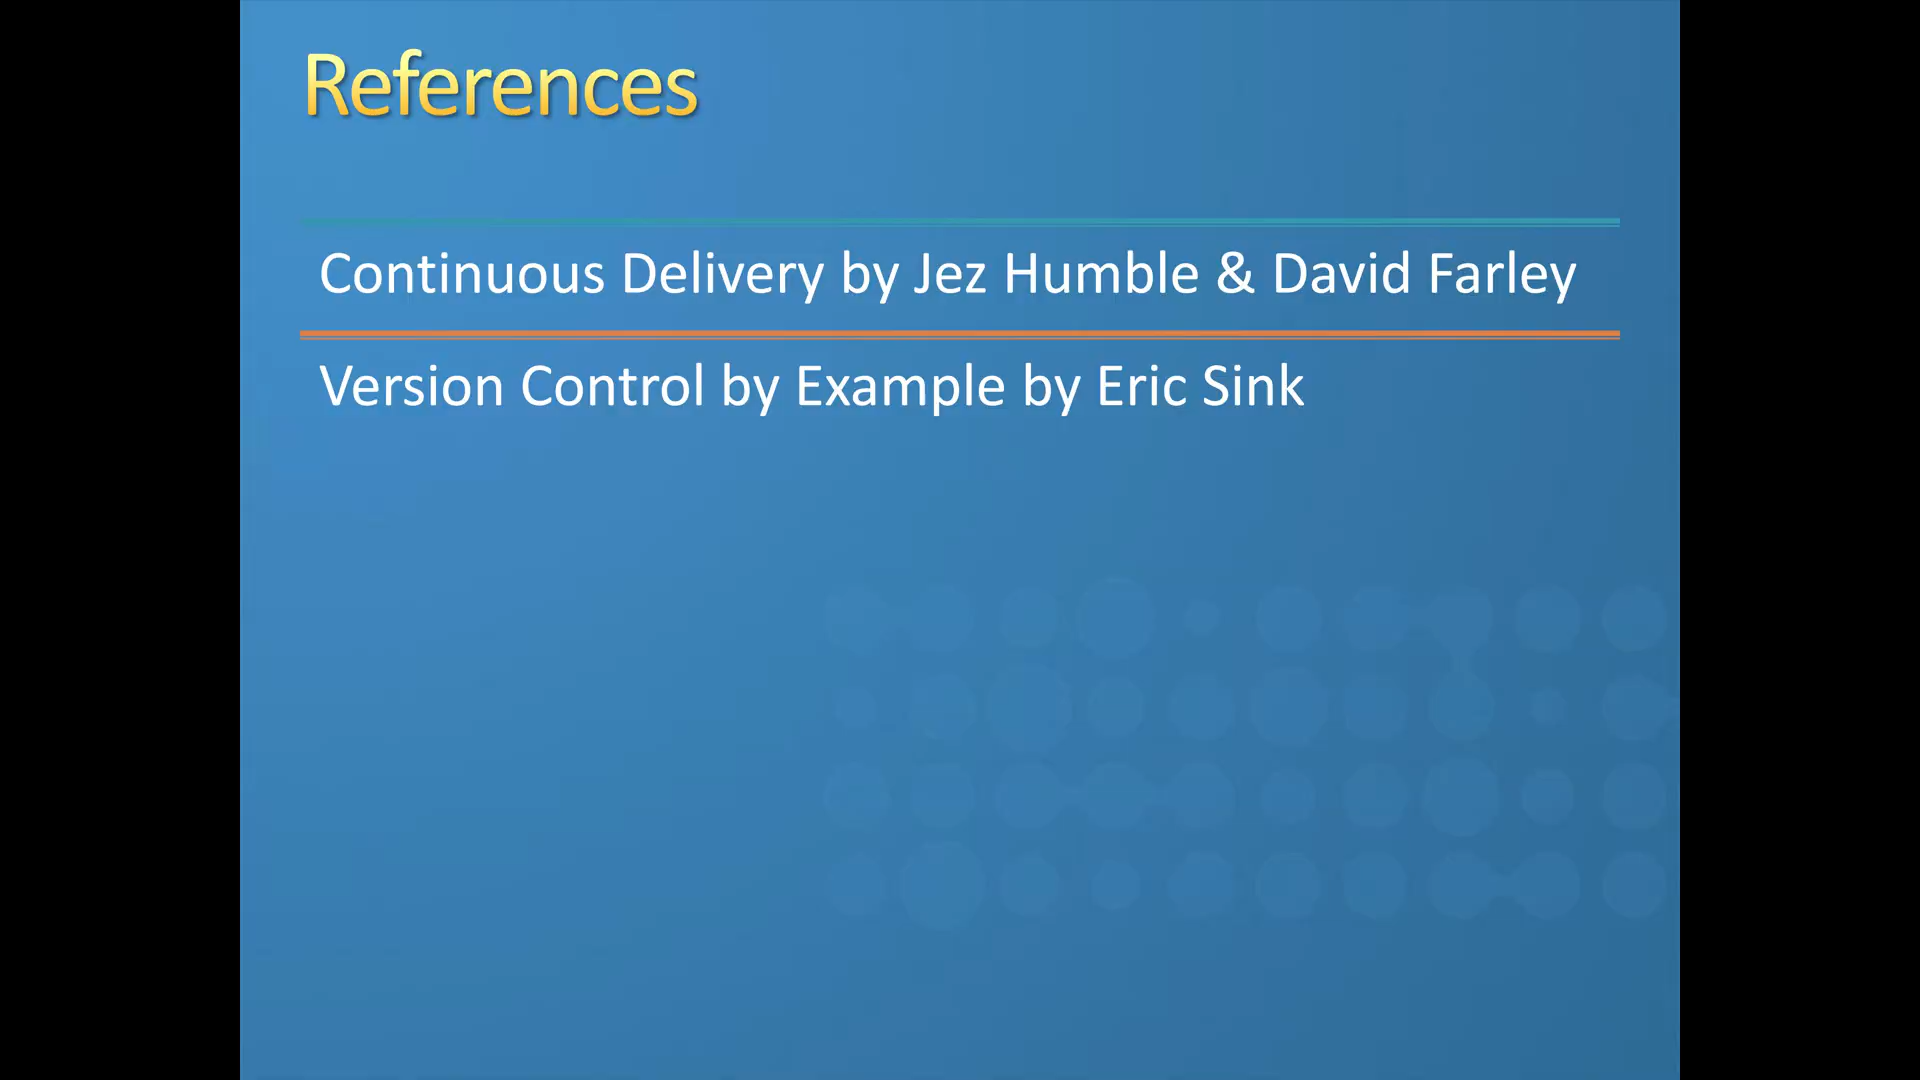 References
Continuous Delivery by Jez Humble & David Farley
Version Control by Example by Eric Sink